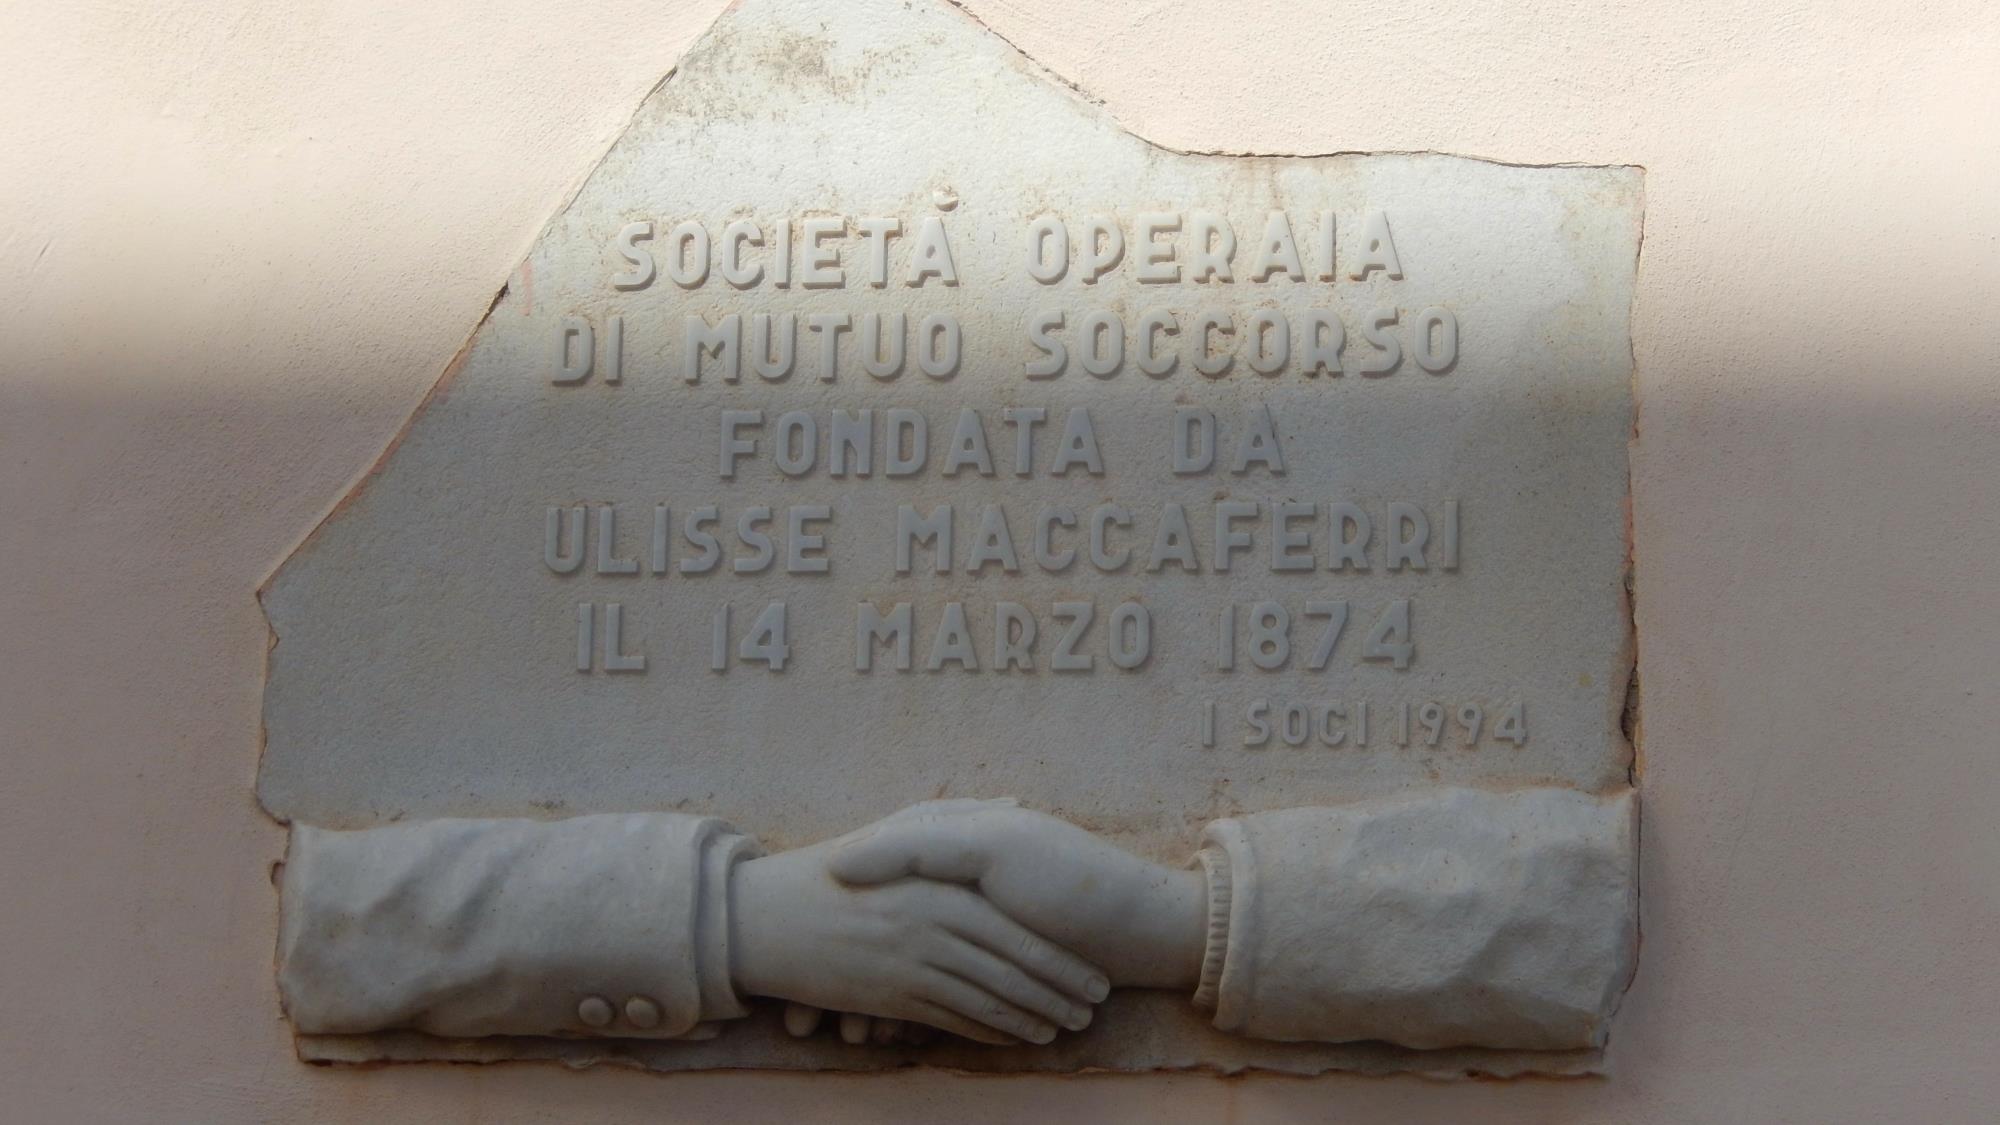 SOCIETÀ OPERAIA
DI MUTUO SOCCORSO
FONDATA DA
ULISSE MACCAFERRI
IL 14 MARZO 1874
I SOCI 1994